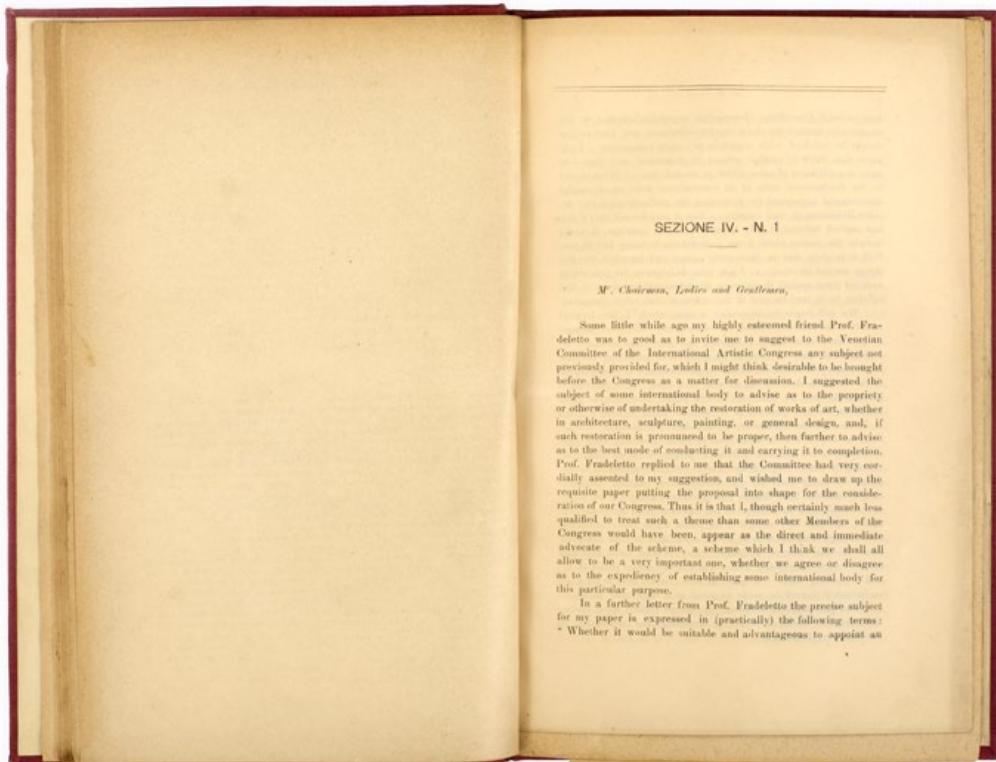 SEZIONE IV. - N. 1
Mr. Chairman, Ladies and Gentlemen,
Some little while ago my highly esteemed friend Prof. Fra-
deletto was to good as to invite me to suggest to the Venetian
Committee of the International Artistic Congress any subject not
previously provided for, which I might think desirable to be brought
before the Congress as a matter for discussion. I suggested the
subject of some international body to advise as to the propriety
or otherwise of undertaking the restoration of works of art, whether
in architecture, sculpture, painting, or general design, and, if
such restoration is pronounced to be proper, then further to advise
as to the best mode of conducting it and carrying it to completion.
Prof. Fradeletto replied to me that the Committee had very cor-
dially assented to my suggestion, and wished me to draw up the
requisite paper putting the proposal into shape for the conside-
ration of our Congress. Thus it is that I, though certainly much less
qualified to treat such a theme than some other Members of the
Congress would have been, appear as the direct and immediate
advocate of the scheme, a scheme which I think we shall all
allow to be a very important one, whether we agree or disagree
as to the expediency of establishing some international body for
this particular purpose.
In a further letter from Prof. Fradeletto the precise subject
for my paper is expressed in (practically) the following terms:
" Whether it would be suitable and advantageous to appoint an